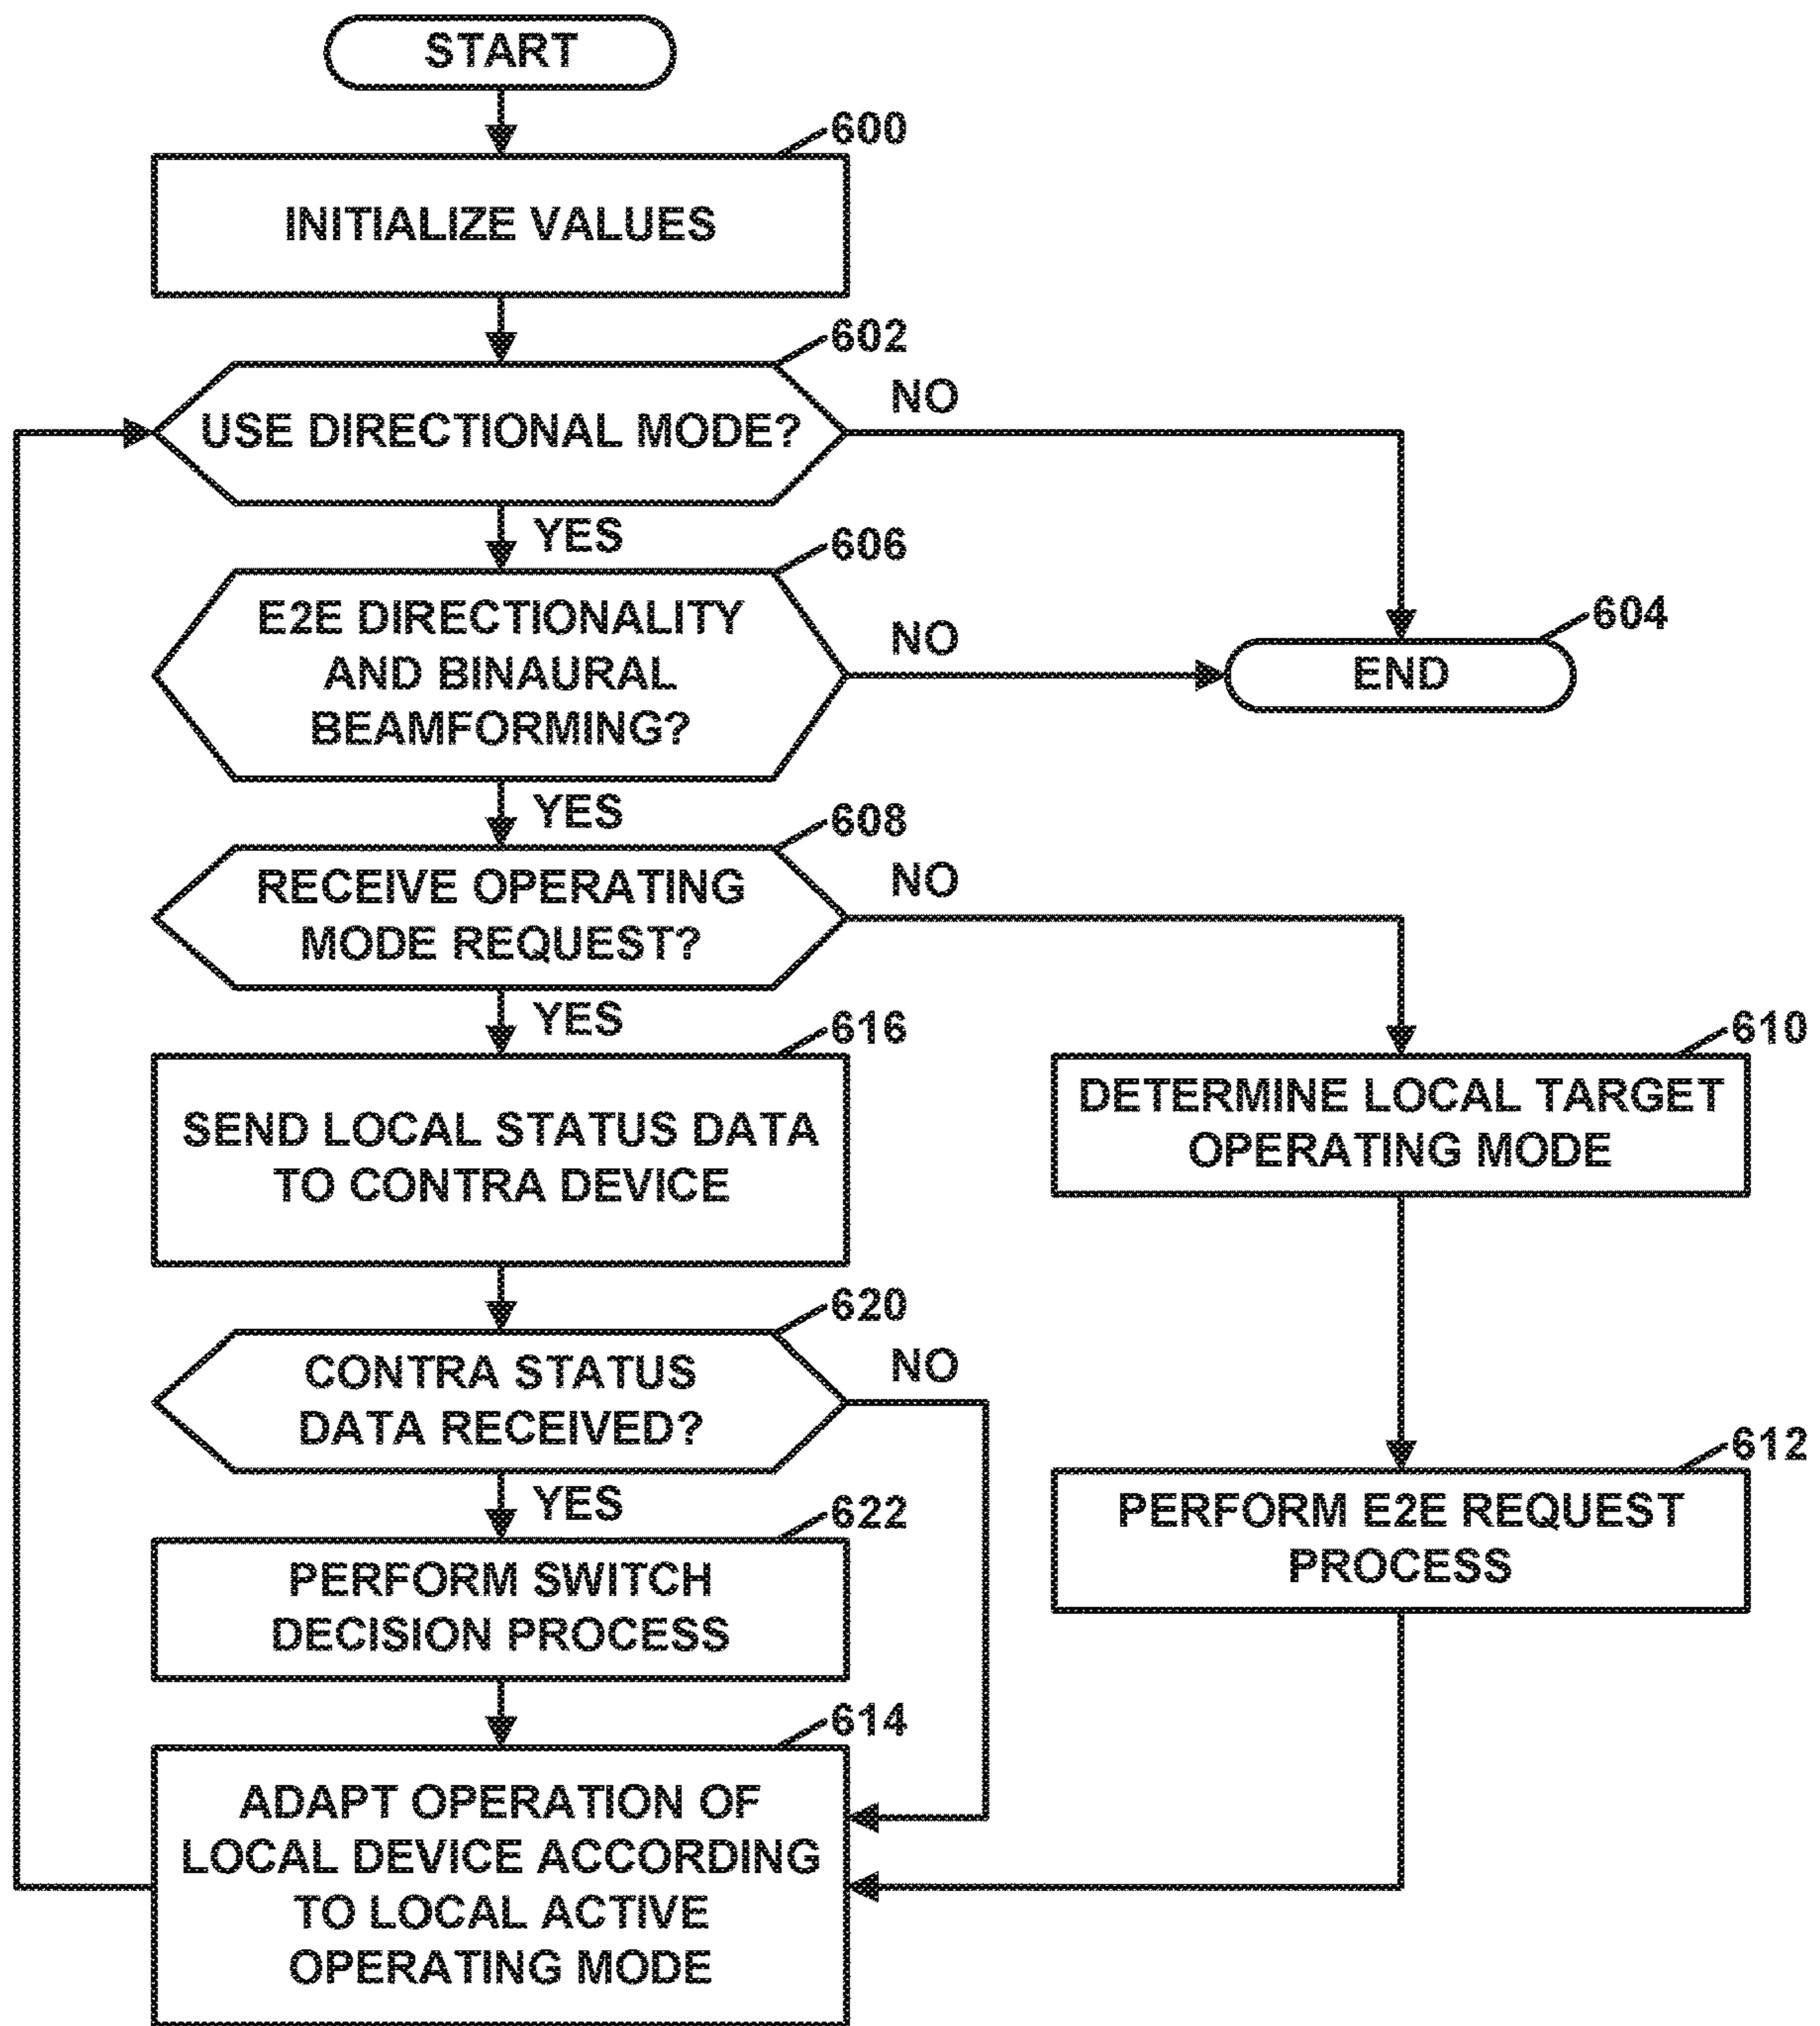 START
600
INITIALIZE VALUES
602
USE DIRECTIONAL MODE?
NO
YES
606
E2E DIRECTIONALITY
AND BINAURAL
BEAMFORMING?
NO
604
END
YES
608
RECEIVE OPERATING
MODE REQUEST?
NO
YES
616
SEND LOCAL STATUS DATA
TO CONTRA DEVICE
610
DETERMINE LOCAL TARGET
OPERATING MODE
620
CONTRA STATUS
DATA RECEIVED?
NO
YES
612
PERFORM E2E REQUEST
PROCESS
622
PERFORM SWITCH
DECISION PROCESS
614
ADAPT OPERATION OF
LOCAL DEVICE ACCORDING
TO LOCAL ACTIVE
OPERATING MODE